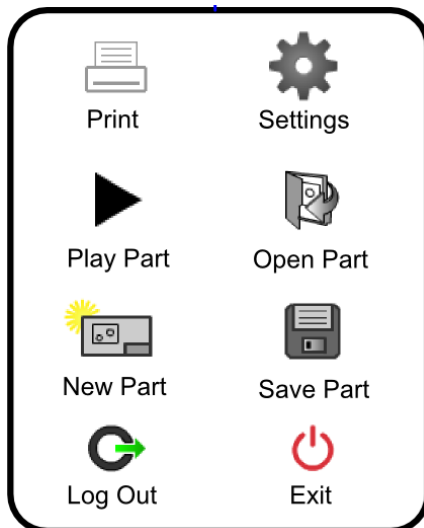 Print
Settings
Play Part
Open Part
New Part
Save Part
Log Out
Exit